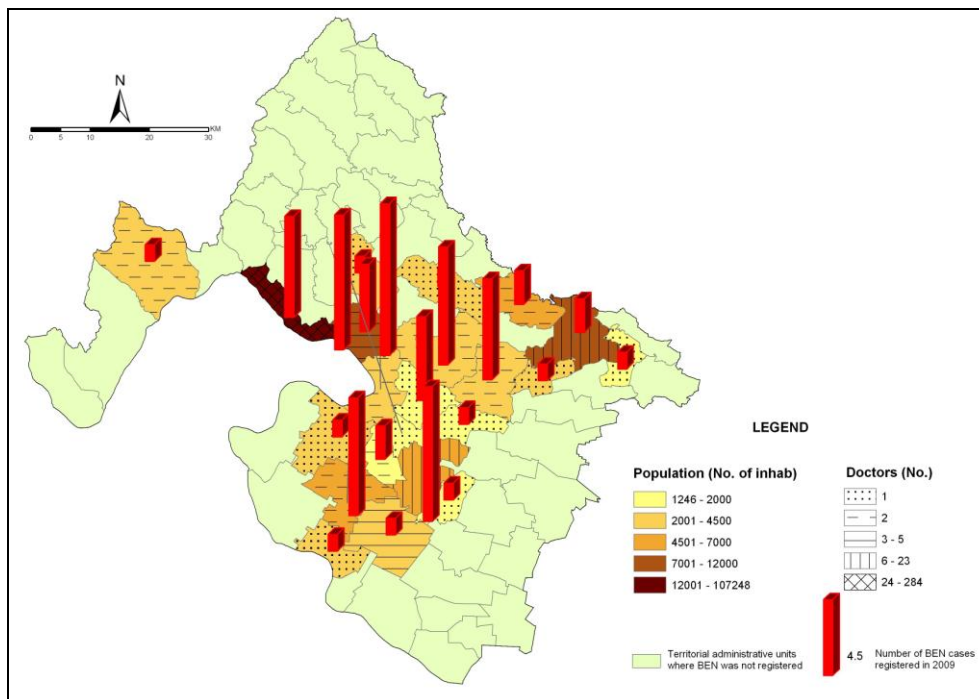 N
KM
0 5 10 20 30
LEGEND
Population (No. of inhab)
1246 - 2000
2001 - 4500
4501 - 7000
7001 - 12000
12001 - 107248
Doctors (No.)
1
2
3 - 5
6 - 23
24 - 284
Territorial administrative units
where BEN was not registered
4.5 Number of BEN cases
registered in 2009